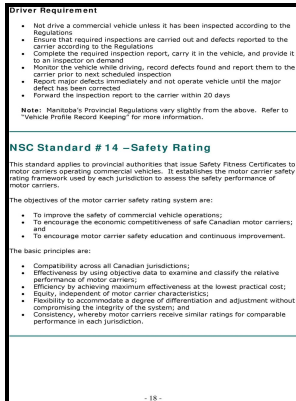 Driver Requirement
• Not drive a commercial vehicle unless it has been inspected according to the
Regulations
• Ensure that required inspections are carried out and defects reported to the
carrier according to the Regulations
• Complete the required inspection report, carry it in the vehicle, and provide it
to an inspector on demand
• Monitor the vehicle while driving, record defects found and report them to the
carrier prior to next scheduled inspection
• Report major defects immediately and not operate vehicle until the major
defect has corrected
• Forward the inspection report to the carrier within 20 days
Note: Manitoba's Provincial Regulations vary slightly from the above. Refer to
"Vehicle Profile Record Keeping" for more information.
NSC Standard # 14 – Safety Rating
This standard applies to provincial authorities that issue Safety Fitness Certificates to
motor carriers operating commercial vehicles. It establishes the motor carrier safety
rating framework used by each jurisdiction to assess the safety performance of
motor carriers.
The objectives of the motor carrier safety rating system are:
• To improve the safety of commercial vehicle operations;
• To encourage the economic competitiveness of safe Canadian motor carriers;
and
• To encourage motor carrier safety education and continuous improvement.
The basic principles are:
• Compatibility across all Canadian jurisdictions;
• Effectiveness by using objective data to examine and classify the relative
performance of motor carriers;
• Efficiency by achieving maximum effectiveness at the lowest practical cost;
• Equity, independent of motor carrier characteristics;
• Flexibility to accommodate a degree of differentiation and adjustment without
compromising the integrity of the system; and
• Consistency, whereby motor carriers receive similar ratings for comparable
performance in each jurisdiction.
- 18 -